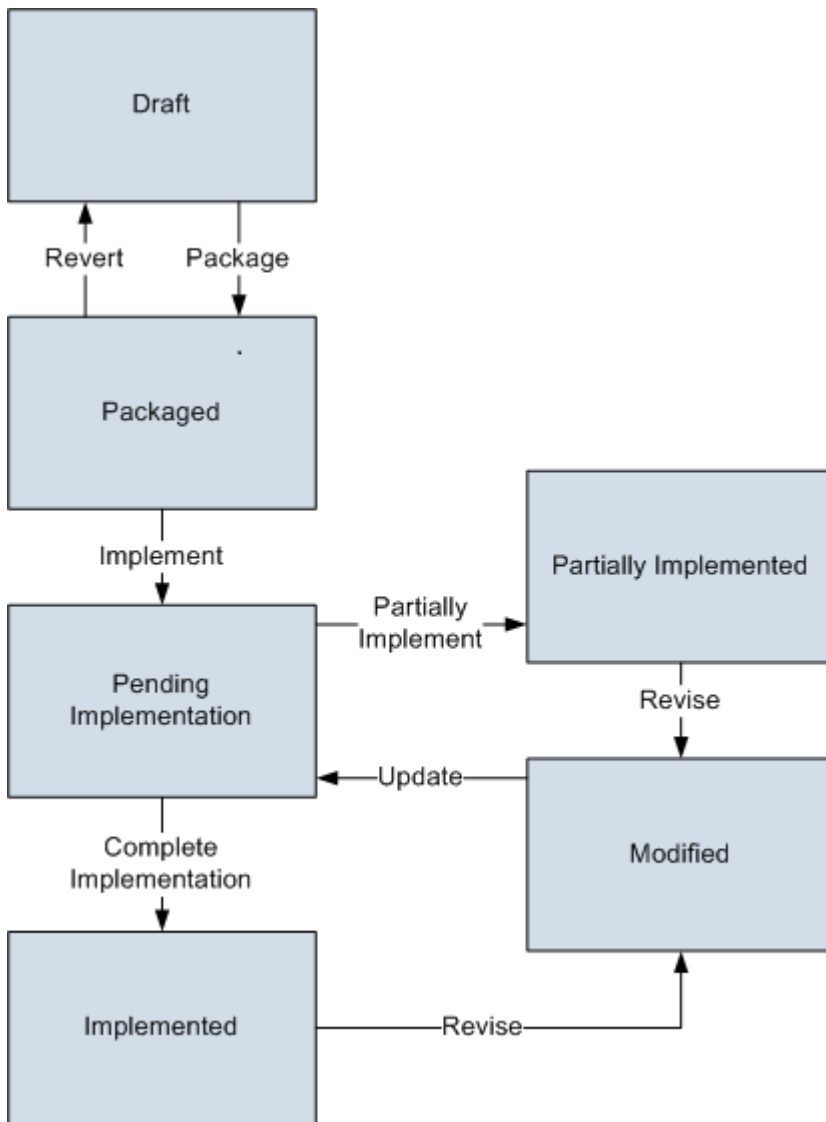 Draft
Revert
Package
Packaged
Implement
Partially Implemented
Partially
Implement
Pending
Implementation
Revise
Update
Modified
Complete
Implementation
Implemented
Revise